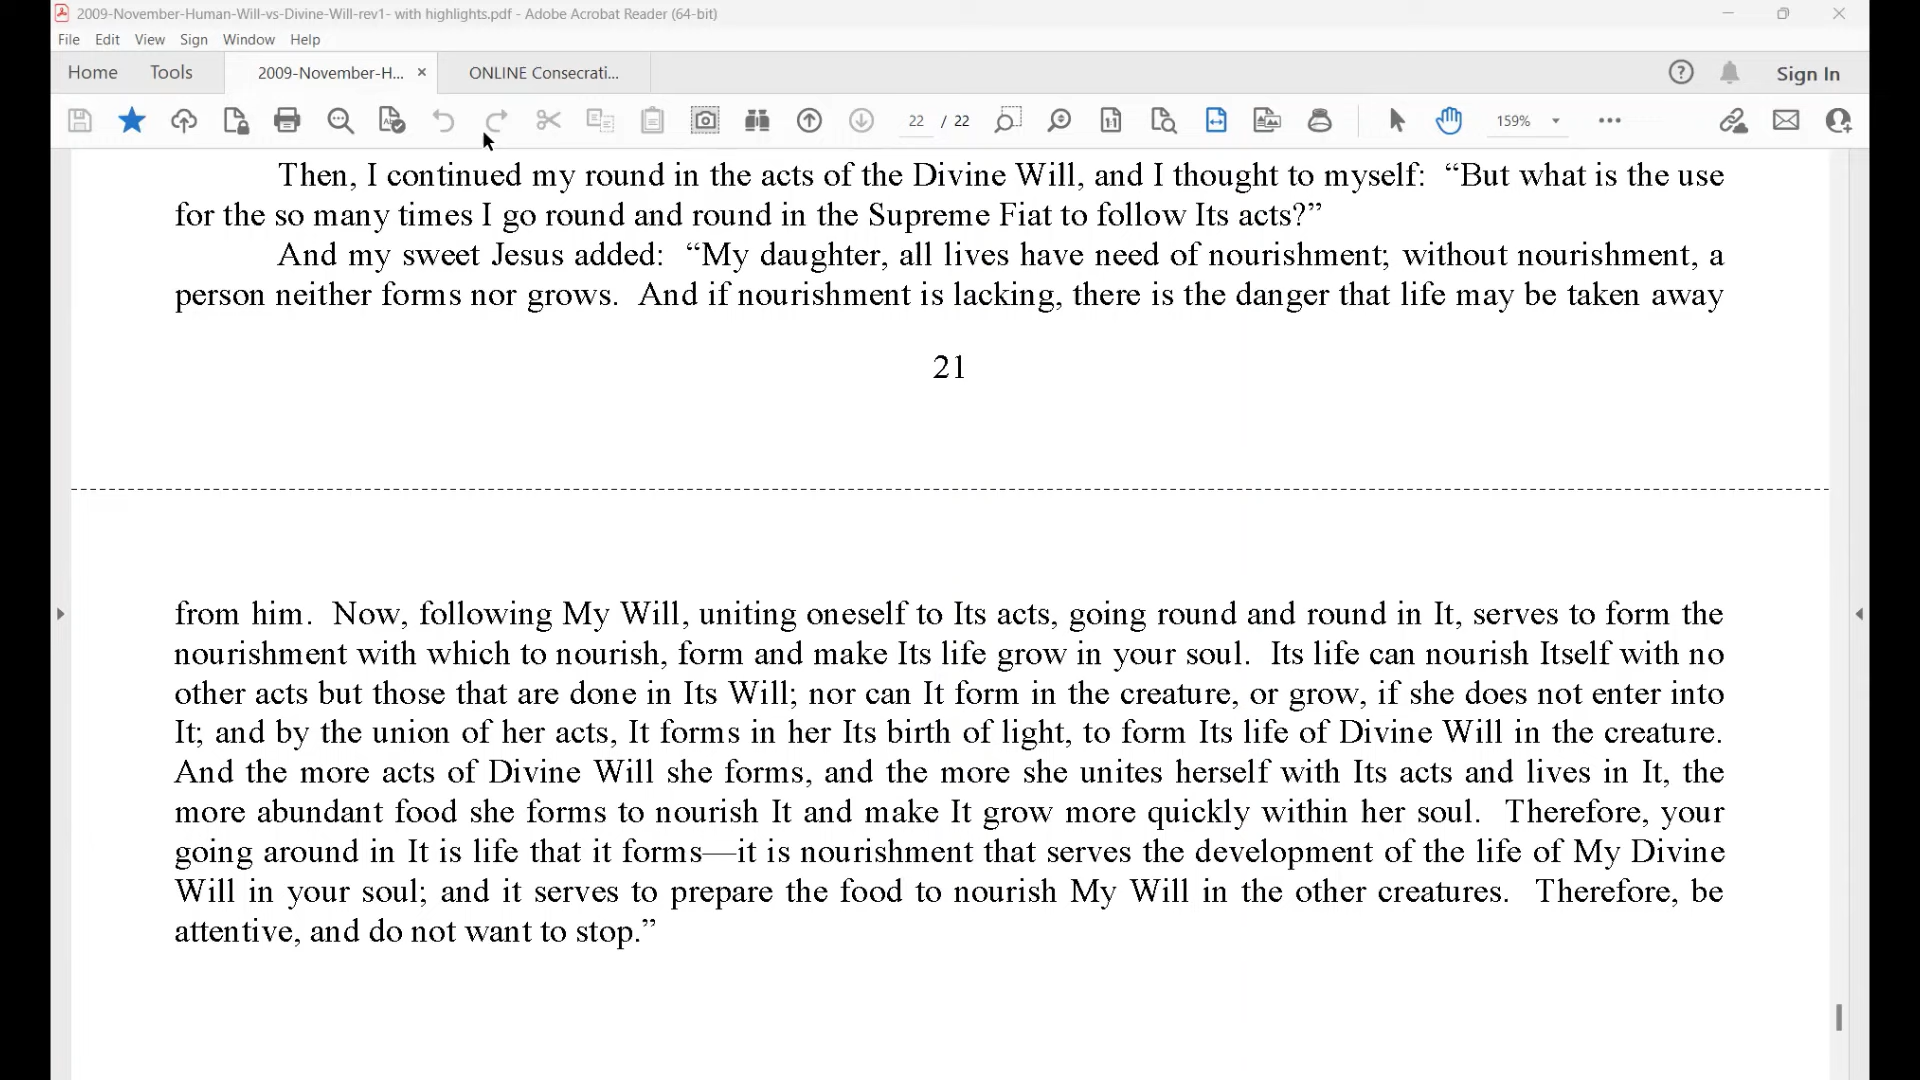 2009-November-Human-Will-vs-Divine-Will-rev1- with highlights.pdf - Adobe Acrobat Reader (64-bit)
File Edit View Sign Window Help
Home Tools 2009-November-H... × ONLINE Consecrati... Sign In
22 / 22 159%
Then, I continued my round in the acts of the Divine Will, and I thought to myself: “But what is the use
for the so many times I go round and round in the Supreme Fiat to follow Its acts?”
And my sweet Jesus added: “My daughter, all lives have need of nourishment; without nourishment, a
person neither forms nor grows. And if nourishment is lacking, there is the danger that life may be taken away
21
from him. Now, following My Will, uniting oneself to Its acts, going round and round in It, serves to form the
nourishment with which to nourish, form and make Its life grow in your soul. Its life can nourish Itself with no
other acts but those that are done in Its Will; nor can It form in the creature, or grow, if she does not enter into
It; and by the union of her acts, It forms in her Its birth of light, to form Its life of Divine Will in the creature.
And the more acts of Divine Will she forms, and the more she unites herself with Its acts and lives in It, the
more abundant food she forms to nourish It and make It grow more quickly within her soul. Therefore, your
going around in It is life that it forms—it is nourishment that serves the development of the life of My Divine
Will in your soul; and it serves to prepare the food to nourish My Will in the other creatures. Therefore, be
attentive, and do not want to stop.”